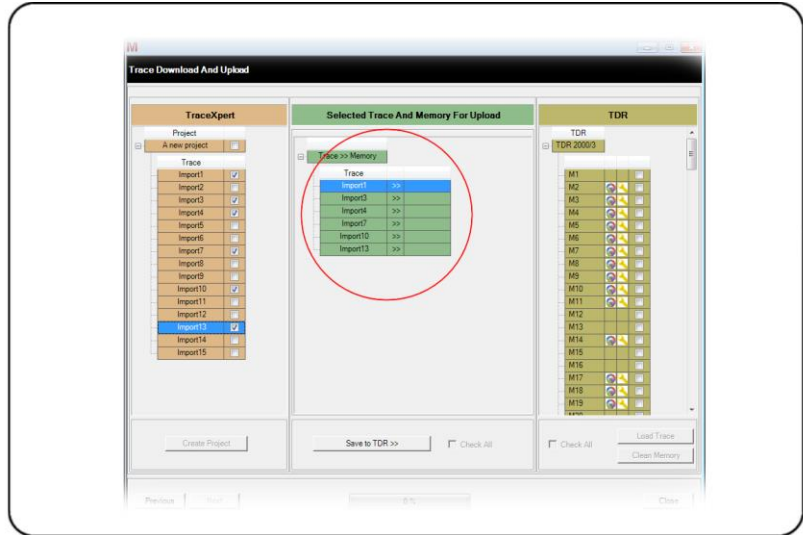 M
Trace Download And Upload
TraceXpert
Project
A new project
Trace
Import1
Import2
Import3
Import4
Import5
Import6
Import7
Import8
Import9
Import10
Import11
Import12
Import13
Import14
Import15
Create Project
Selected Trace And Memory For Upload
Trace >> Memory
Trace
Import1 >>
Import3 >>
Import4 >>
Import7 >>
Import10 >>
Import13 >>
Save to TDR >>
Check All
TDR
TDR
TDR 2000/3
M1
M2
M3
M4
M5
M6
M7
M8
M9
M10
M11
M12
M13
M14
M15
M16
M17
M18
M19
M20
Check All
Load Trace
Clean Memory
Previous
0 %
Close